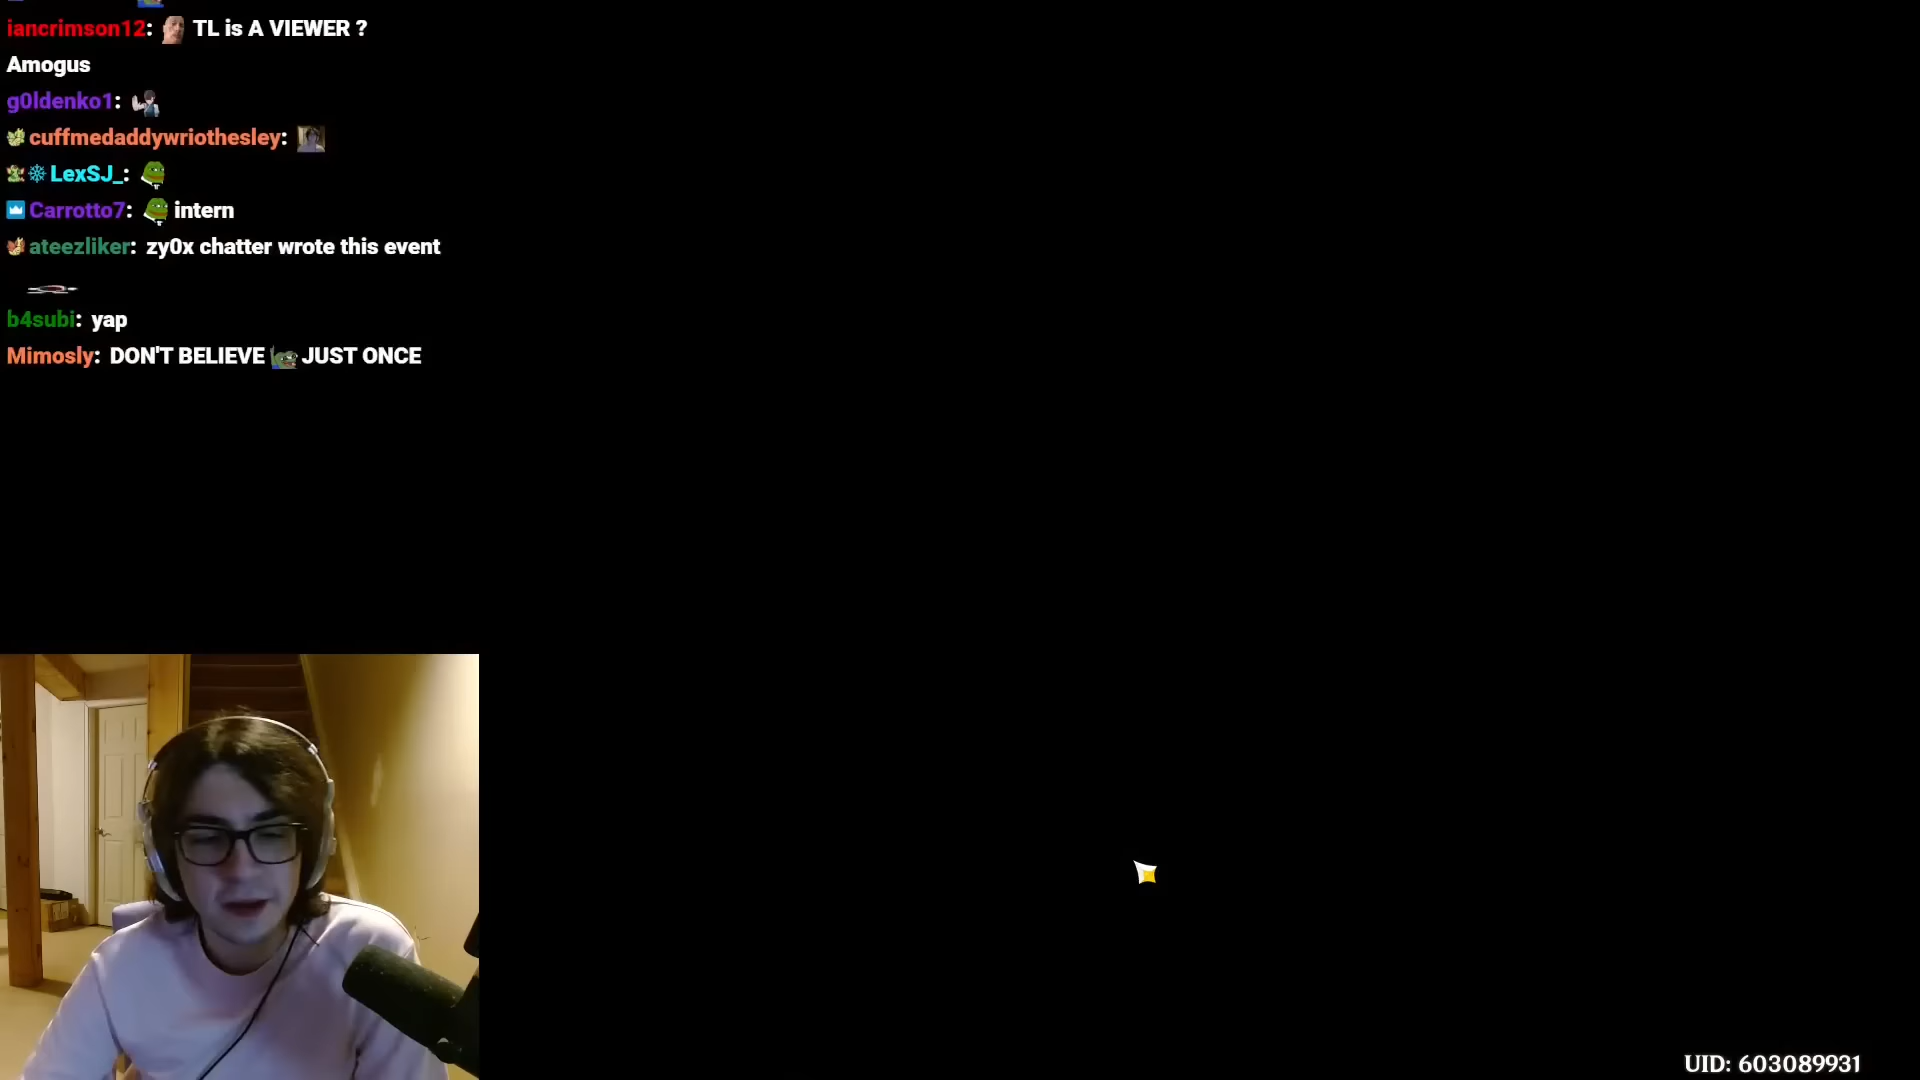 iancrimson12: TL is A VIEWER ?
Amogus
g0ldenko1:
cuffmedaddywriothesley:
LexSJ_:
Carrotto7: intern
ateezliker: zy0x chatter wrote this event
b4subi: yap
Mimosly: DON'T BELIEVE JUST ONCE
UID: 603089931